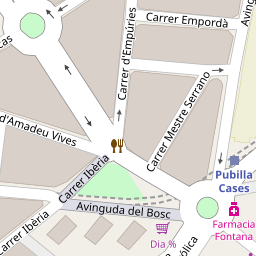 Carrer Empordà
Carrer d'Empúries
Carrer Mestre Serrano
d'Amadeu Vives
Carrer Ibèria
Pubilla
Cases
Avinguda del Bosc
Farmacia
Fontana
Carrer Ibèria
Dia %